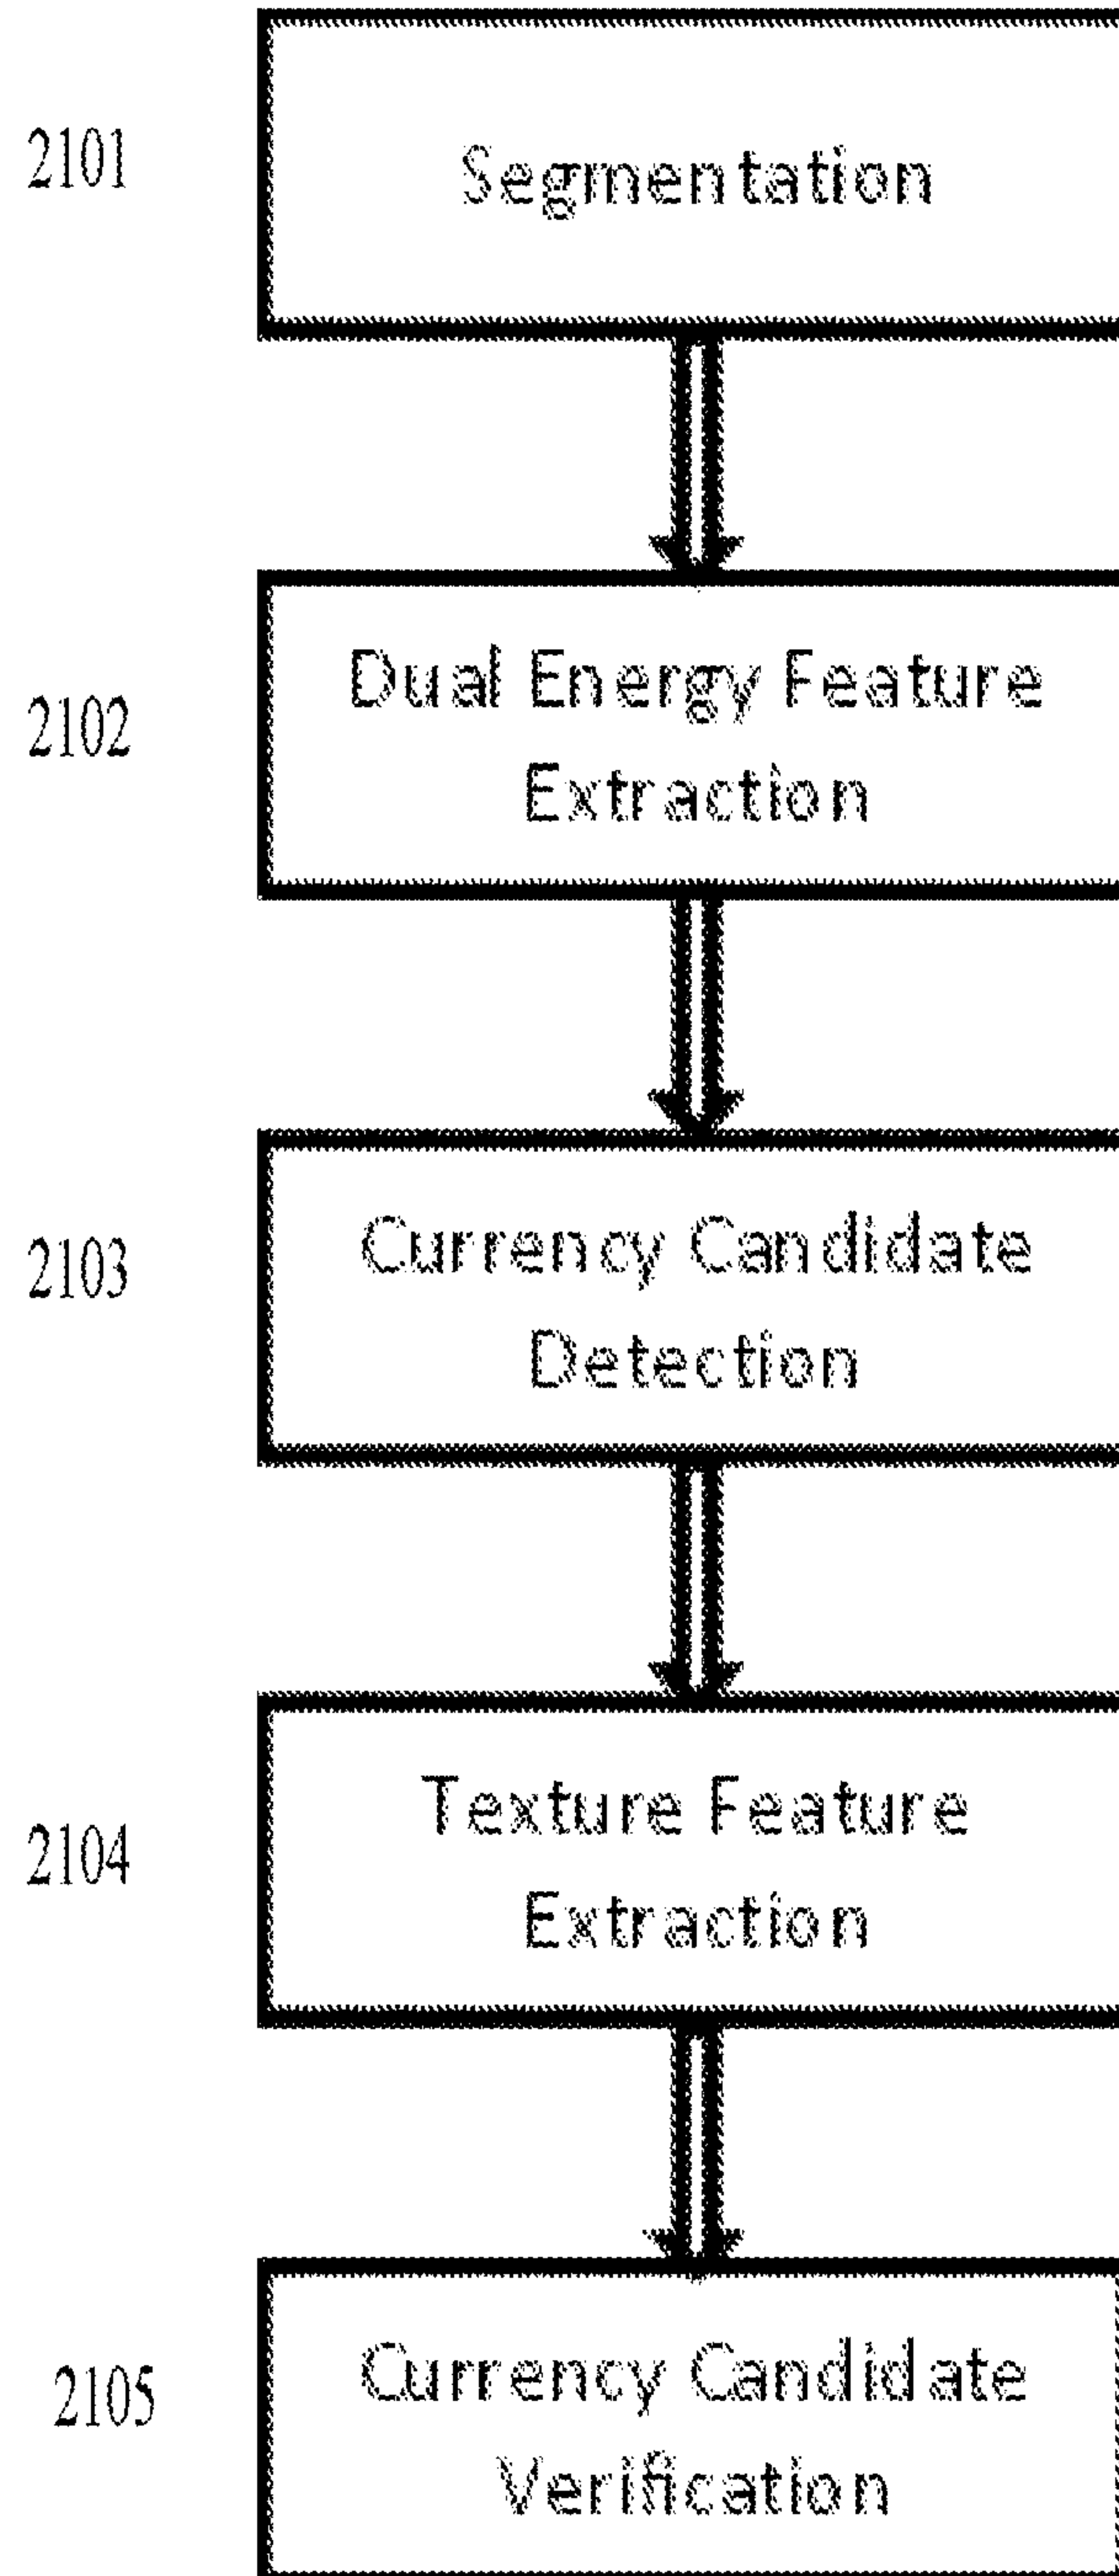 2101
Segmentation
2102
Dual Energy Feature
Extraction
2103
Currency Candidate
Detection
2104
Texture Feature
Extraction
2105
Currency Candidate
Verification